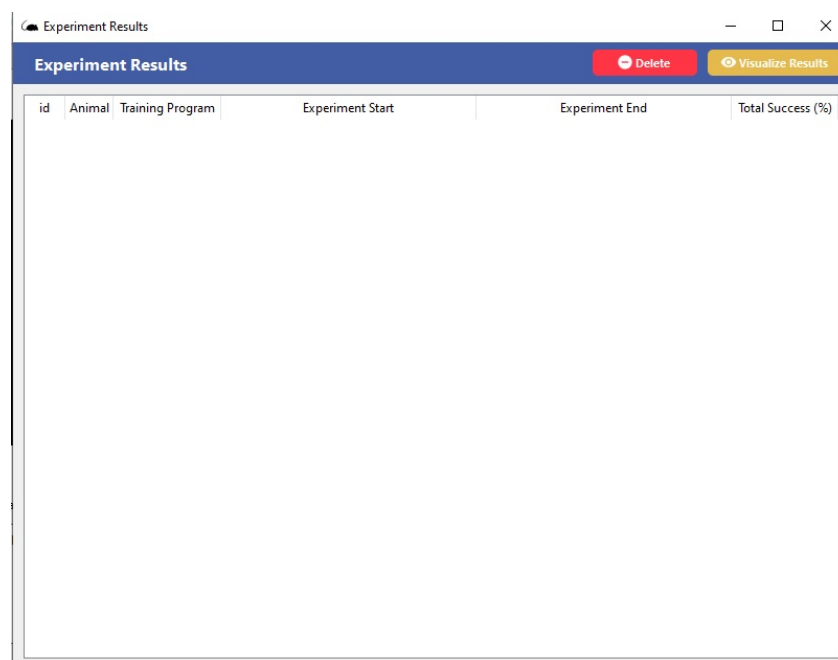 Experiment Results
Experiment Results Delete Visualize Results
id Animal Training Program Experiment Start Experiment End Total Success (%)